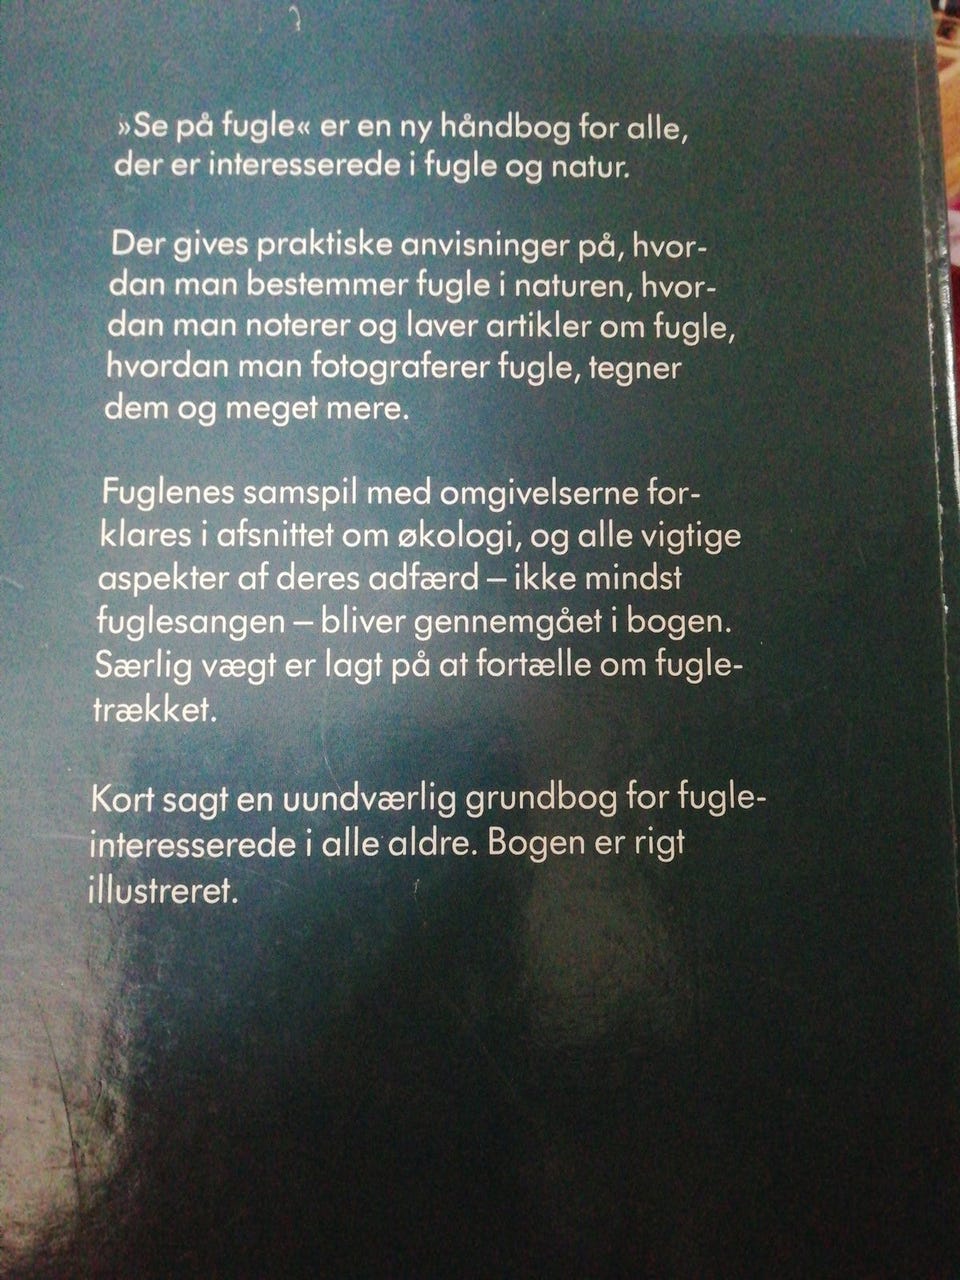 »Se på fugle« er en ny håndbog for alle,
der er interesserede i fugle og natur.
Der gives praktiske anvisninger på, hvor-
dan man bestemmer fugle i naturen, hvor-
dan man noterer og laver artikler om fugle,
hvordan man fotograferer fugle, tegner
dem og meget mere.
Fuglenes samspil med omgivelserne for-
klares i afsnittet om økologi, og alle vigtige
aspekter af deres adfærd – ikke mindst
fuglesangen – bliver gennemgået i bogen.
Særlig vægt er lagt på at fortælle om fugle-
trækket.
Kort sagt en uundværlig grundbog for fugle-
interesserede i alle aldre. Bogen er rigt
illustreret.